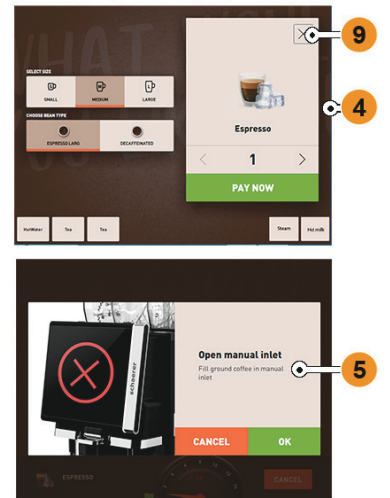 WHAT
9
SELECT SIZE
S
M
L
SMALL
MEDIUM
LARGE
4
CHOOSE BEAN TYPE
Espresso
ESPRESSO LARG
DECAFFEINATED
1
PAY NOW
HotWater
Tea
Tea
Steam
Hot milk
schaerer
Open manual inlet
Fill ground coffee in manual
inlet
5
CANCEL
OK
ESPRESSO
CANCEL